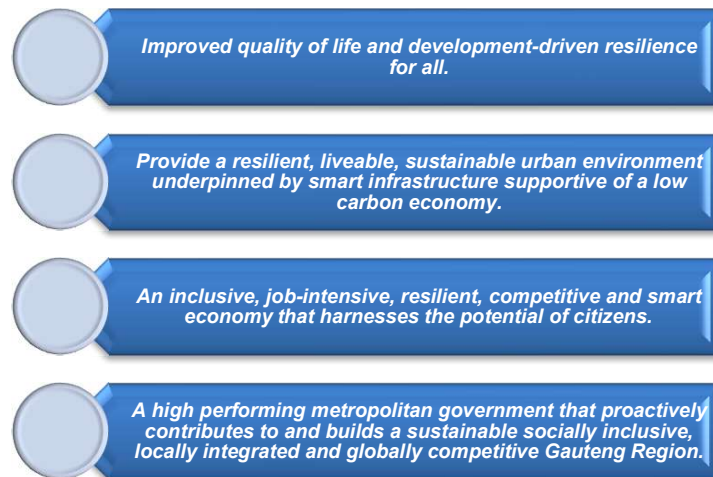 Improved quality of life and development-driven resilience
for all.
Provide a resilient, liveable, sustainable urban environment
underpinned by smart infrastructure supportive of a low
carbon economy.
An inclusive, job-intensive, resilient, competitive and smart
economy that harnesses the potential of citizens.
A high performing metropolitan government that proactively
contributes to and builds a sustainable socially inclusive,
locally integrated and globally competitive Gauteng Region.